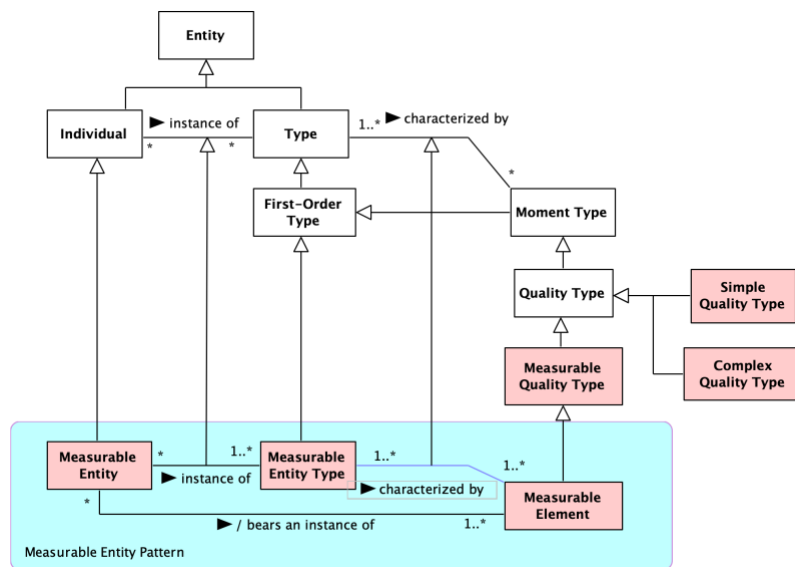 Entity
Individual
▶ instance of
*
*
Type
1..*
▶ characterized by
*
First-Order
Type
Moment Type
Quality Type
Simple
Quality Type
Measurable
Quality Type
Complex
Quality Type
Measurable
Entity
*
1..*
▶ instance of
Measurable
Entity Type
1..*
1..*
▶ characterized by
Measurable
Element
*
▶ / bears an instance of
1..*
Measurable Entity Pattern